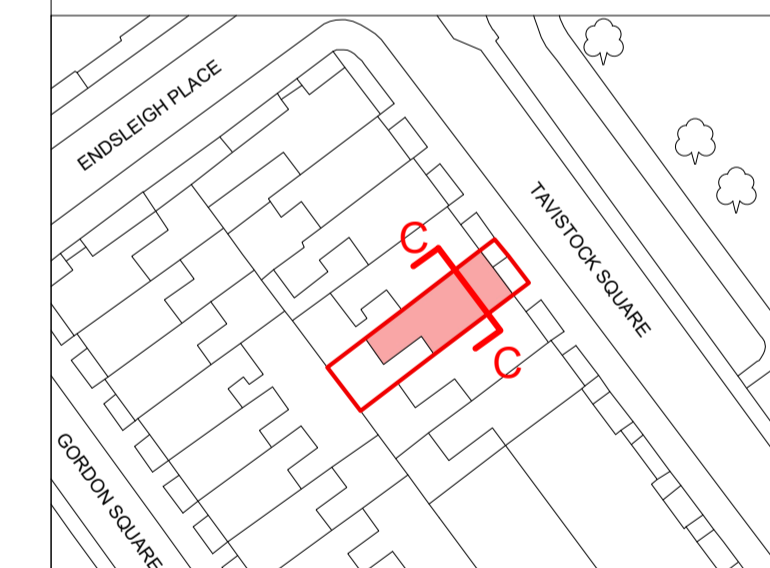 ENDSLEIGH PLACE
TAVISTOCK SQUARE
C
C
GORDON SQUARE